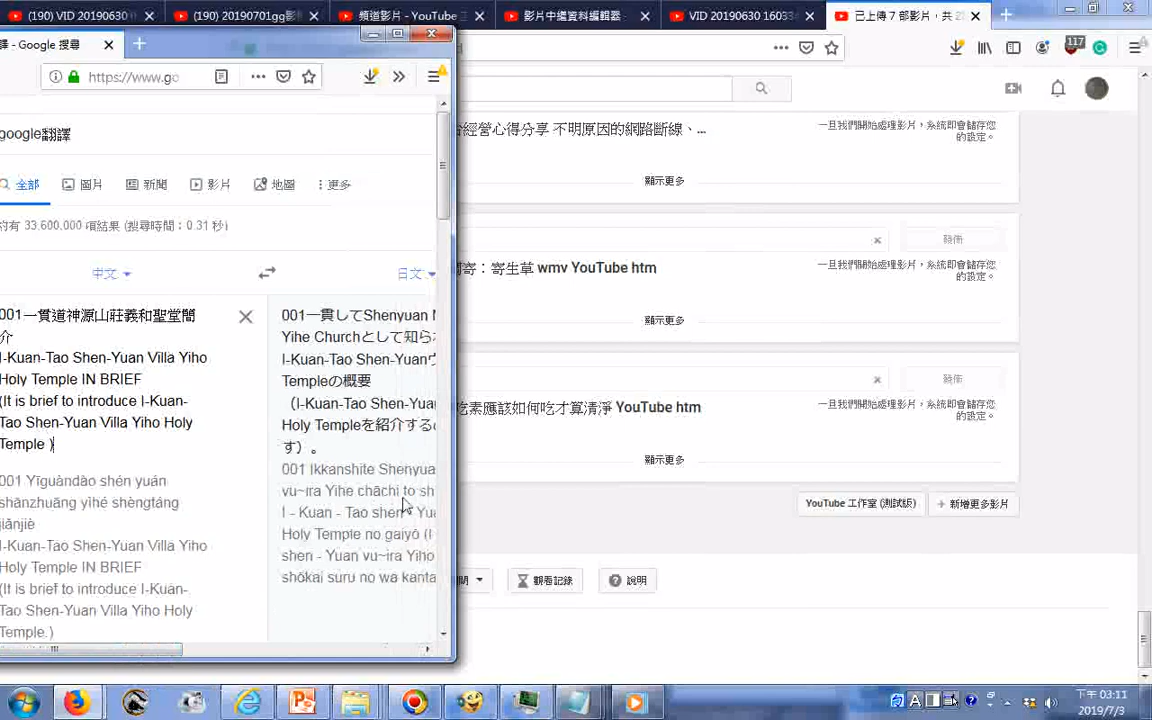 (190) 20190630
(190) 20190701gg影
頻道影片 - YouTube
影片中繼資料編輯器
VID 20190630 16033
已上傳 7 部影片，共 2
譯 - Google 搜尋
117
https://www.go
google翻譯
全部
圖片
新聞
影片
地圖
更多
約有 33,600,000 項結果 (搜尋時間：0.31 秒)
中文
日文
001一貫道神源山莊義和聖堂簡
介
I-Kuan-Tao Shen-Yuan Villa Yiho
Holy Temple IN BRIEF
(It is brief to introduce I-Kuan-
Tao Shen-Yuan Villa Yiho Holy
Temple )
001 Yīguàndào shén yuán
shānzhuāng yìhé shèngtáng
jiǎnjiè
I-Kuan-Tao Shen-Yuan Villa Yiho
Holy Temple IN BRIEF
(It is brief to introduce I-Kuan-
Tao Shen-Yuan Villa Yiho Holy
Temple.)
001一貫してShenyuan
Yihe Churchとして知ら
I-Kuan-Tao Shen-Yuan
Templeの概要
（I-Kuan-Tao Shen-Yua
Holy Templeを紹介する
す）。
001 Ikkanshite Shenyua
vu~ira Yihe chāchi to sh
I - Kuan - Tao shen Yu
Holy Temple no gaiyō (I
shen - Yuan vu~ira Yiho
shōkai suru no wa kanta
經營心得分享 不明原因的網路斷線、...
一旦我們開始處理影片，系統即會儲存您
的設定。
顯示更多
發佈
寄：寄生草 wmv YouTube htm
一旦我們開始處理影片，系統即會儲存您
的設定。
顯示更多
發佈
吃素應該如何吃才算清淨 YouTube htm
一旦我們開始處理影片，系統即會儲存您
的設定。
顯示更多
YouTube 工作室 (測試版)
+ 新增更多影片
觀看記錄
說明
下午 03:11
2019/7/3